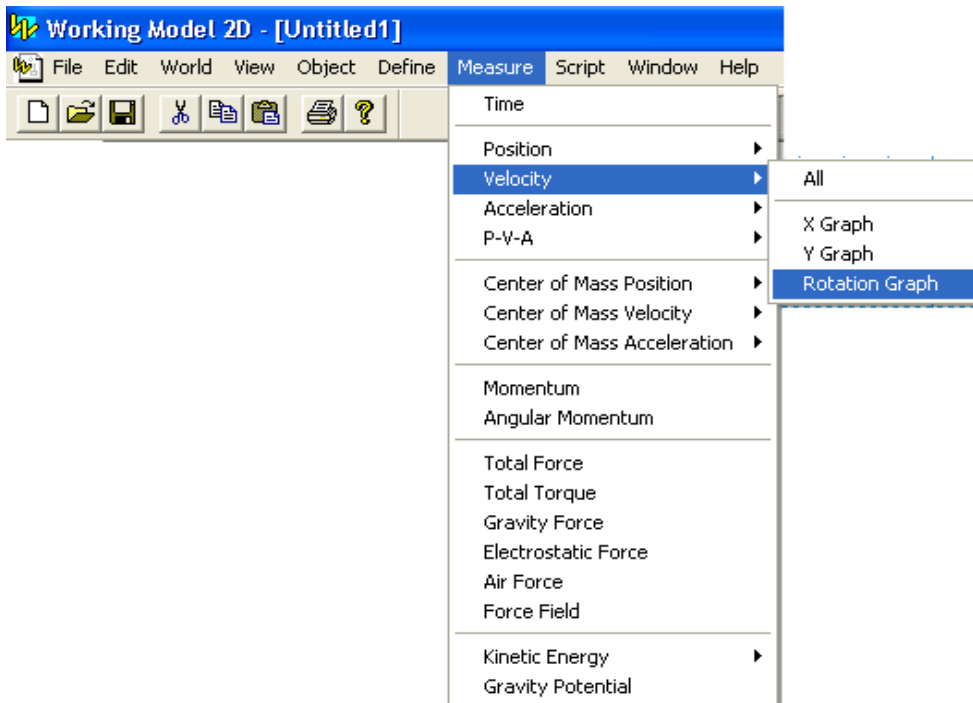 Working Model 2D - [Untitled1]
File Edit World View Object Define Measure Script Window Help
Time
Position
Velocity
Acceleration
P-V-A
Center of Mass Position
Center of Mass Velocity
Center of Mass Acceleration
Momentum
Angular Momentum
Total Force
Total Torque
Gravity Force
Electrostatic Force
Air Force
Force Field
Kinetic Energy
Gravity Potential
All
X Graph
Y Graph
Rotation Graph